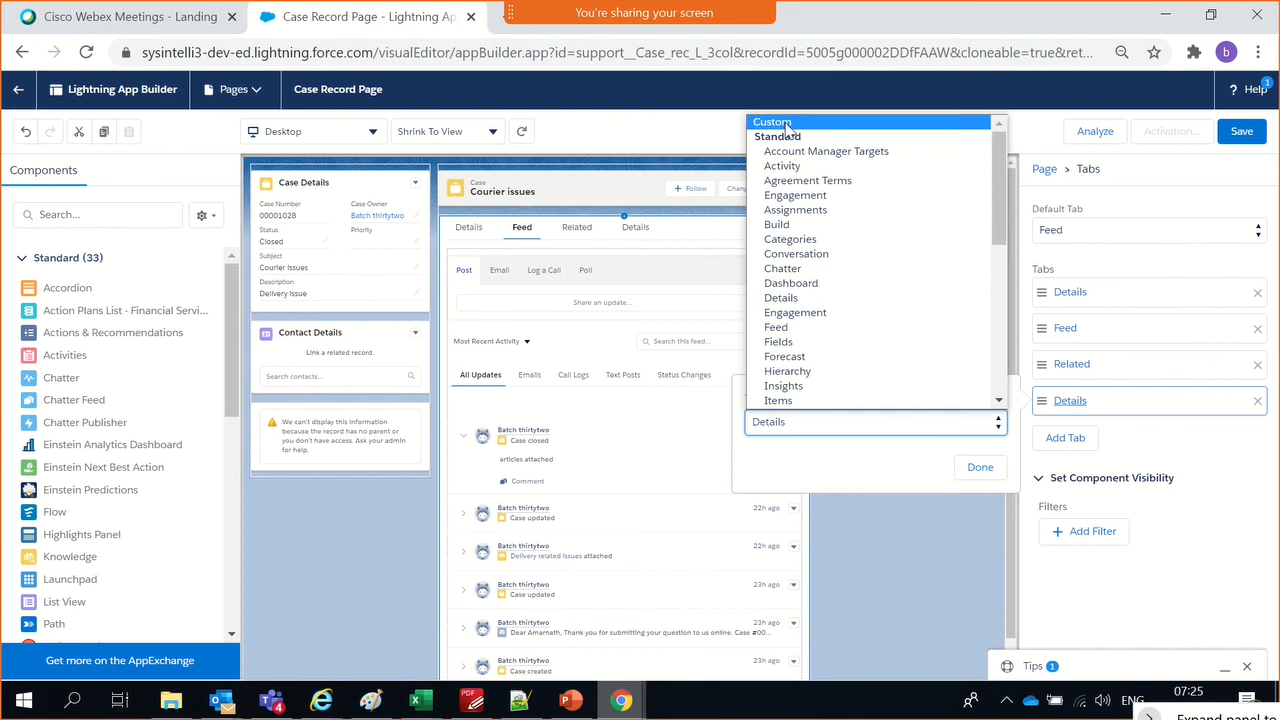 Cisco Webex Meetings - Landing
Case Record Page - Lightning App
You're sharing your screen
sysintelli3-dev-ed.lightning.force.com/visualEditor/appBuilder.app?id=support__Case_rec_L_3col&recordId=5005g000002DDfFAAW&cloneable=true&ret...
b
Lightning App Builder
Pages
Case Record Page
? Help
1
Desktop
Shrink To View
Analyze
Activation...
Save
Components
Search...
Standard (33)
Accordion
Action Plans List - Financial Servi...
Actions & Recommendations
Activities
Chatter
Chatter Feed
Chatter Publisher
Einstein Analytics Dashboard
Einstein Next Best Action
Einstein Predictions
Flow
Highlights Panel
Knowledge
Launchpad
List View
Path
Get more on the AppExchange
Case Details
Case Number
00001028
Case Owner
Batch thirtytwo
Status
Closed
Priority
Subject
Courier Issues
Description
Delivery Issue
Contact Details
Link a related record.
Search contacts...
We can't display this information because the record has no parent or you don't have access. Ask your admin for help.
Case
Courier issues
+ Follow
Details
Feed
Related
Details
Post
Email
Log a Call
Poll
Share an update...
Most Recent Activity
Search this feed...
All Updates
Emails
Call Logs
Text Posts
Status Changes
Batch thirtytwo
Case closed
articles attached
Comment
Batch thirtytwo
Case updated
22h ago
Batch thirtytwo
Delivery related Issues attached
22h ago
Batch thirtytwo
Case updated
23h ago
Batch thirtytwo
Dear Amarnath, Thank you for submitting your question to us online. Case #00...
23h ago
Batch thirtytwo
Case created
23h ago
Custom
Standard
Account Manager Targets
Activity
Agreement Terms
Engagement
Assignments
Build
Categories
Conversation
Chatter
Dashboard
Details
Engagement
Feed
Fields
Forecast
Hierarchy
Insights
Items
Details
Done
Page > Tabs
Default Tab
Feed
Tabs
Details
Feed
Related
Details
Add Tab
Set Component Visibility
Filters
+ Add Filter
Tips 1
ENG
07:25